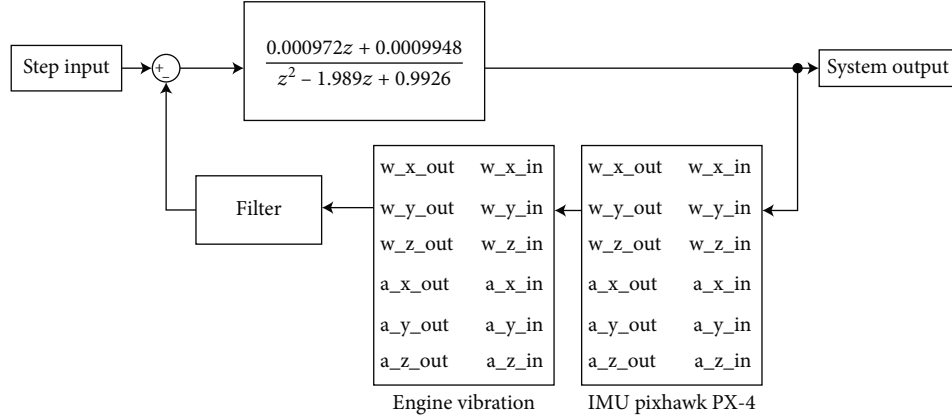 Step input
+
–
0.000972z + 0.0009948
z² – 1.989z + 0.9926
System output
Filter
w_x_out w_x_in
w_y_out w_y_in
w_z_out w_z_in
a_x_out a_x_in
a_y_out a_y_in
a_z_out a_z_in
Engine vibration
w_x_out w_x_in
w_y_out w_y_in
w_z_out w_z_in
a_x_out a_x_in
a_y_out a_y_in
a_z_out a_z_in
IMU pixhawk PX-4